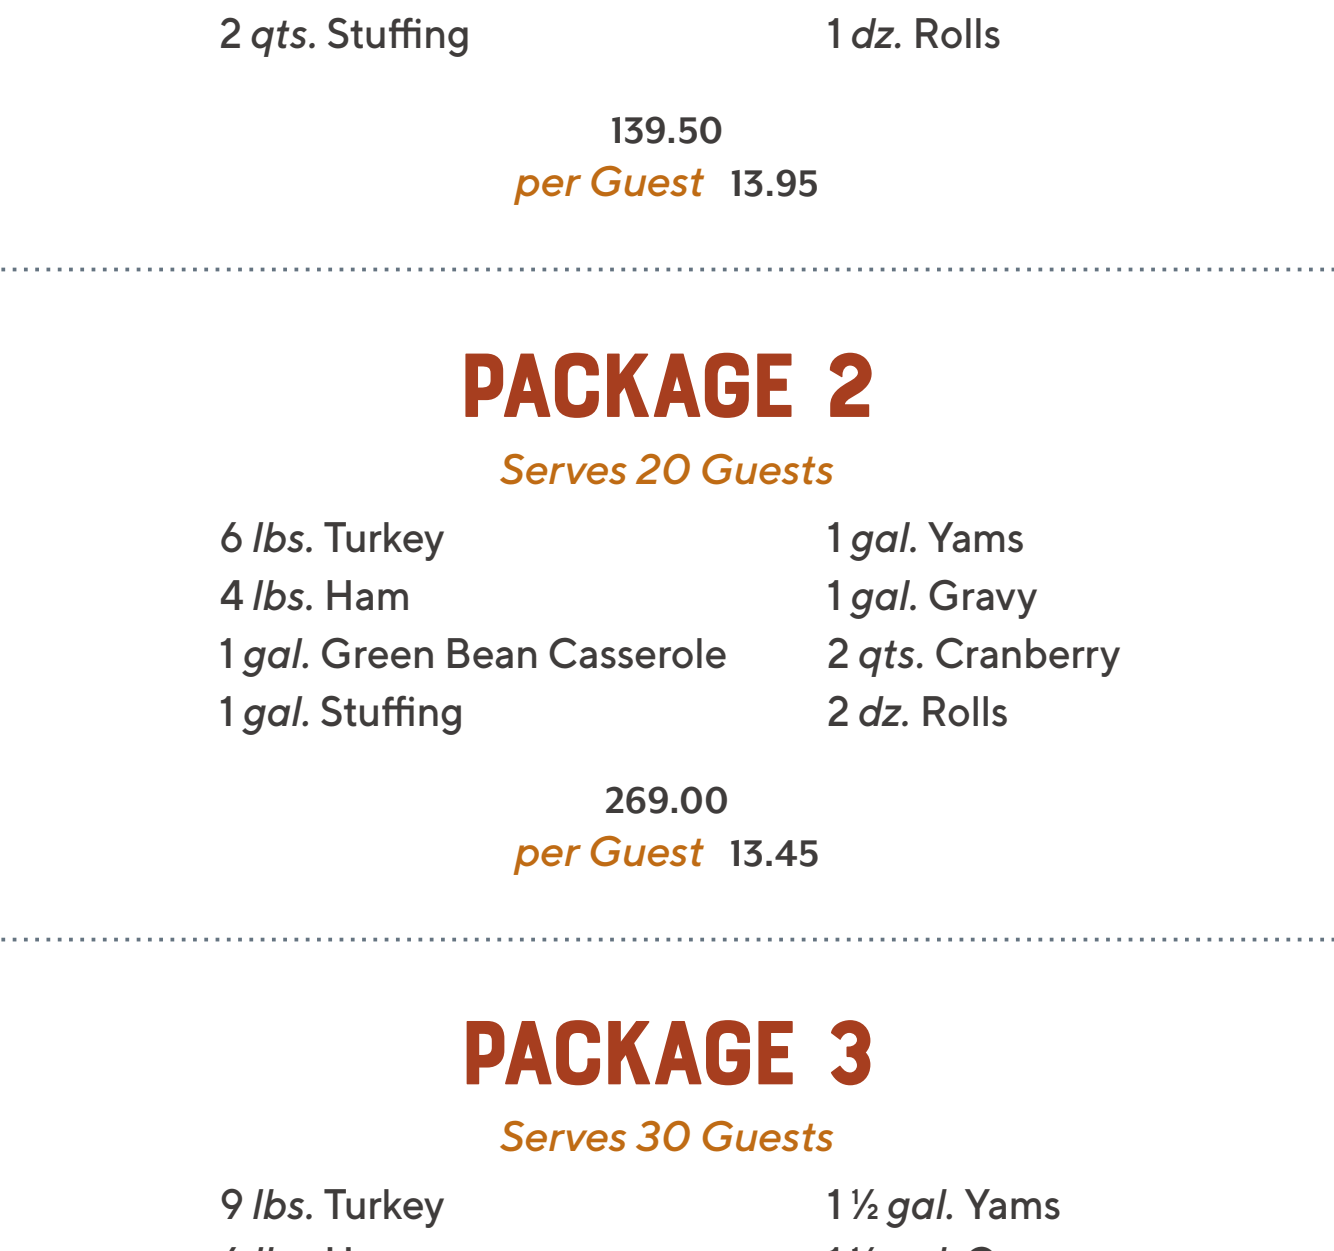 2 qts. Stuffing
1 dz. Rolls
139.50
per Guest 13.95
PACKAGE 2
Serves 20 Guests
6 lbs. Turkey
4 lbs. Ham
1 gal. Green Bean Casserole
1 gal. Stuffing
1 gal. Yams
1 gal. Gravy
2 qts. Cranberry
2 dz. Rolls
269.00
per Guest 13.45
PACKAGE 3
Serves 30 Guests
9 lbs. Turkey
1 ½ gal. Yams